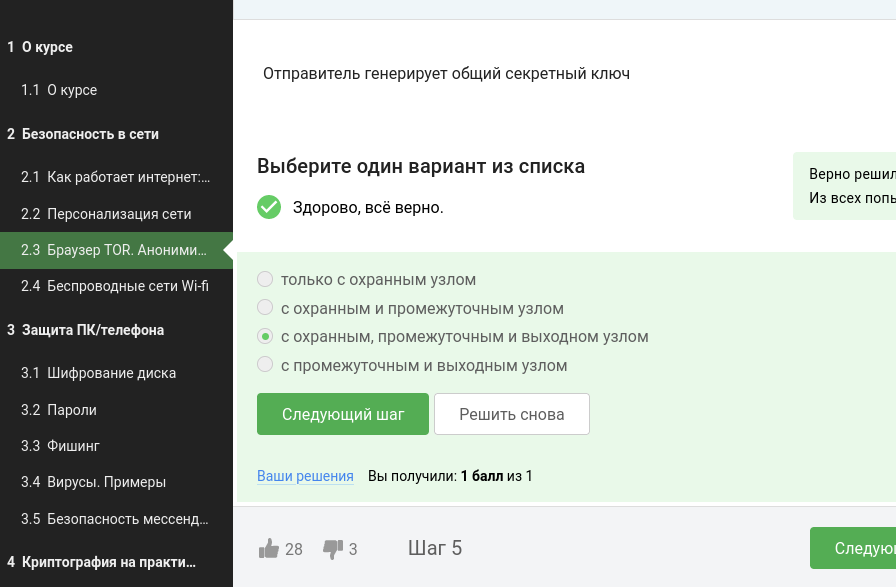 1 О курсе
1.1 О курсе
2 Безопасность в сети
2.1 Как работает интернет:...
2.2 Персонализация сети
2.3 Браузер TOR. Аноними...
2.4 Беспроводные сети Wi-fi
3 Защита ПК/телефона
3.1 Шифрование диска
3.2 Пароли
3.3 Фишинг
3.4 Вирусы. Примеры
3.5 Безопасность мессенд...
4 Криптография на практи...
Отправитель генерирует общий секретный ключ
Выберите один вариант из списка
Здорово, всё верно.
Верно решил
Из всех попы
только с охранным узлом
с охранным и промежуточным узлом
с охранным, промежуточным и выходном узлом
с промежуточным и выходным узлом
Следующий шаг
Решить снова
Ваши решения Вы получили: 1 балл из 1
28
3
Шаг 5
Следую